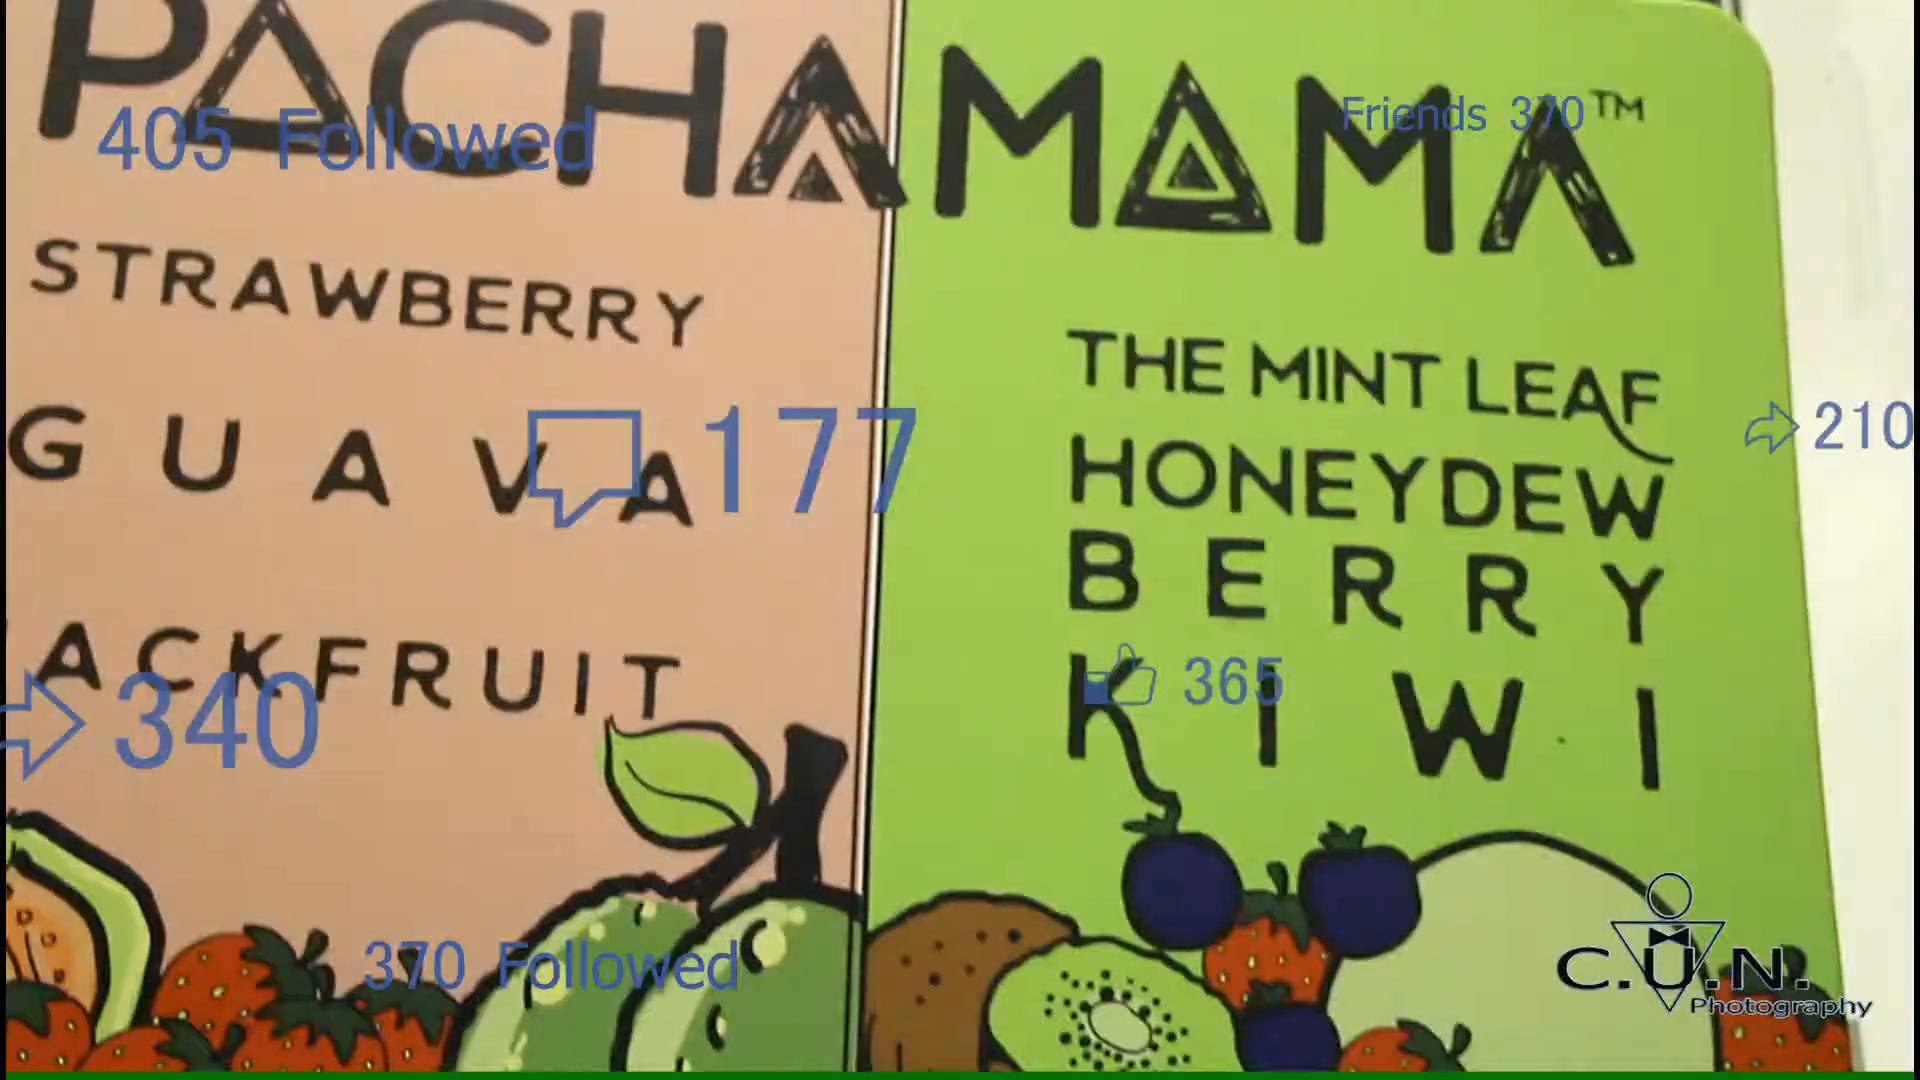 PACHAMAMA™
405 Followed
Friends 370
STRAWBERRY
GUAVA
ACKFRUIT
THE MINT LEAF
HONEYDEW
BERRY
KIWI
177
210
340
365
370 Followed
C.U.N.
Photography